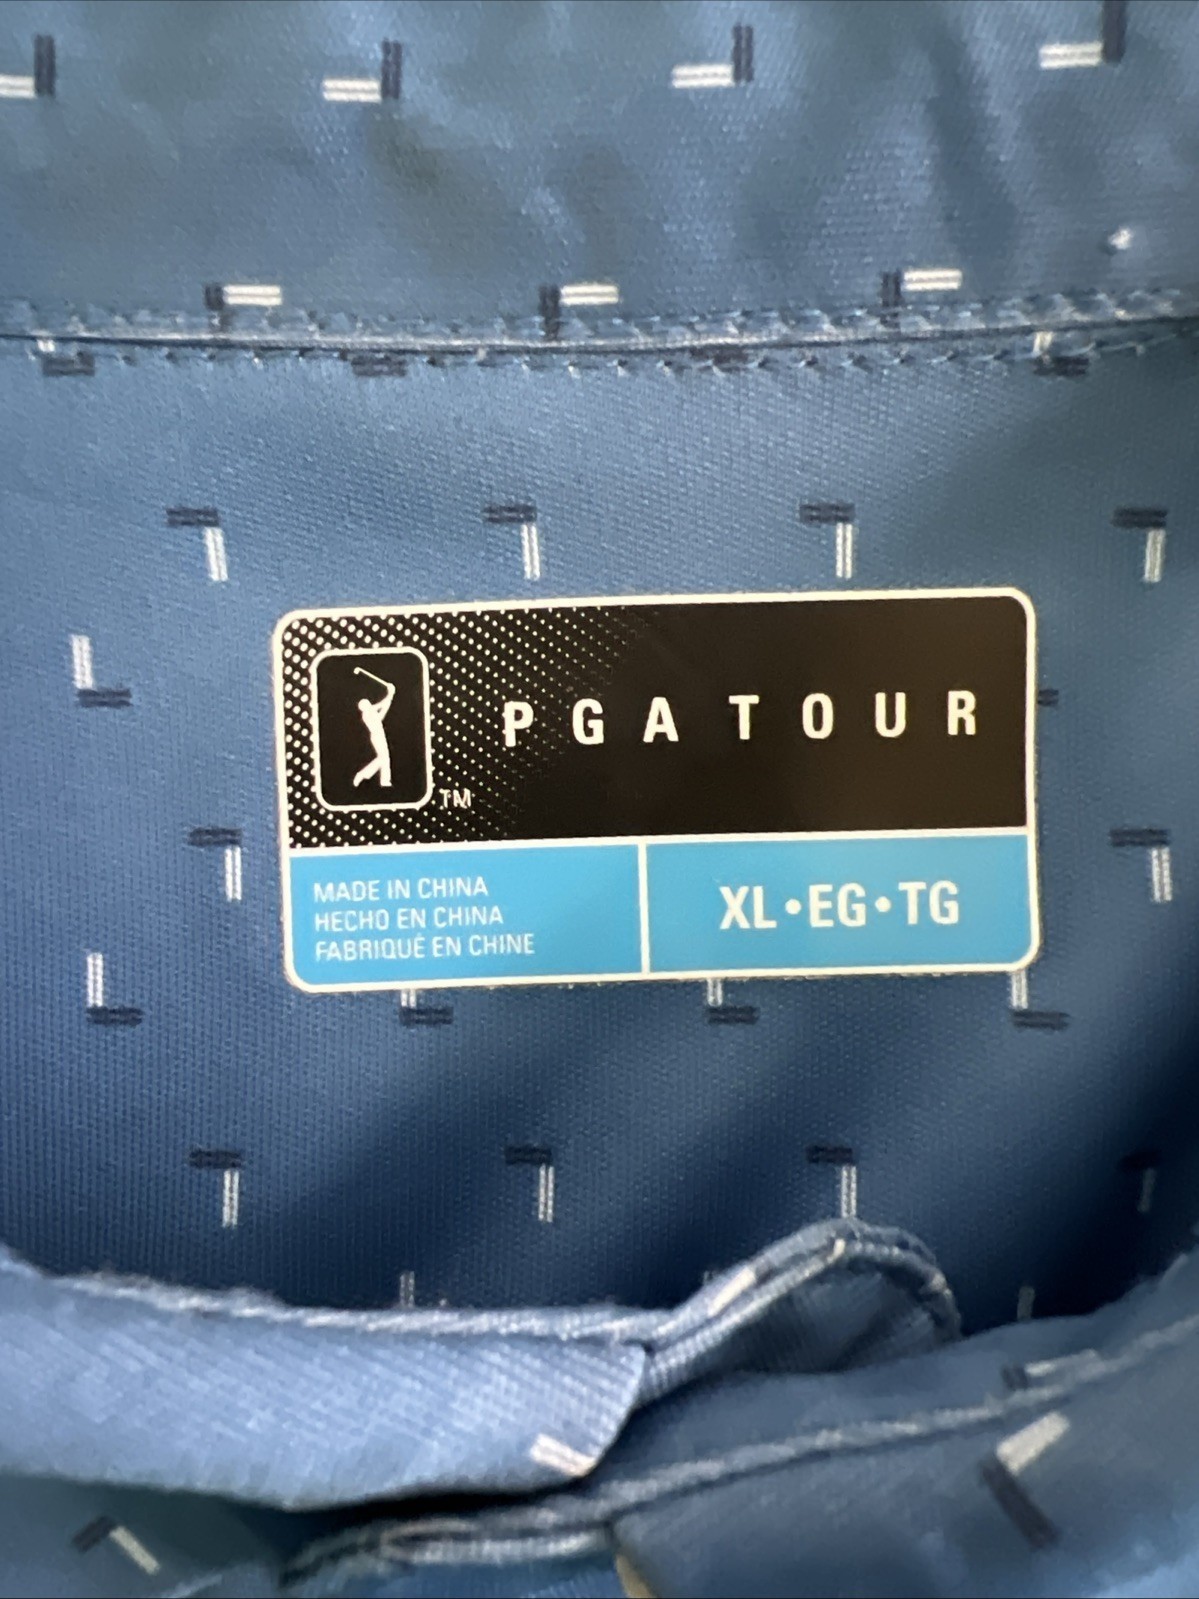 PGA TOUR
TM
MADE IN CHINA
HECHO EN CHINA
FABRIQUÉ EN CHINE
XL•EG•TG